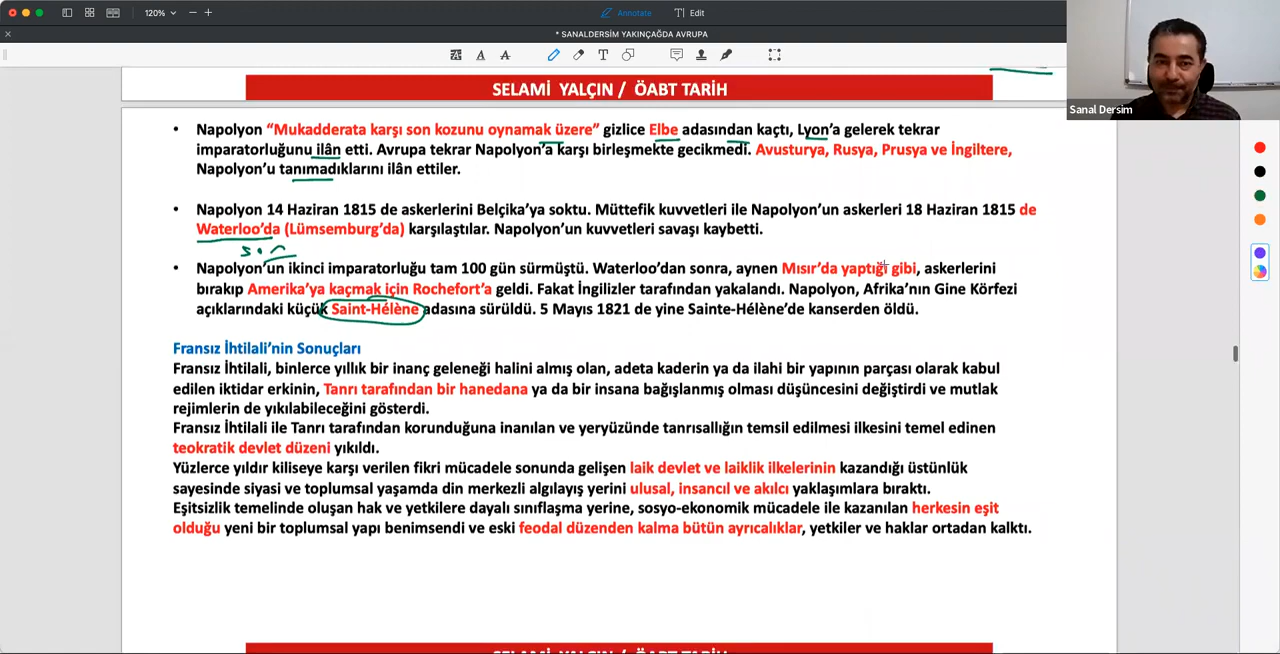 120%
Annotate
Edit
* SANALDERSİM YAKINÇAĞDA AVRUPA
Sanal Dersim
SELAMİ YALÇIN / ÖABT TARİH
• Napolyon “Mukadderata karşı son kozunu oynamak üzere” gizlice Elbe adasından kaçtı, Lyon’a gelerek tekrar
imparatorluğunu ilân etti. Avrupa tekrar Napolyon’a karşı birleşmekte gecikmedi. Avusturya, Rusya, Prusya ve İngiltere,
Napolyon’u tanımadıklarını ilân ettiler.
• Napolyon 14 Haziran 1815 de askerlerini Belçika’ya soktu. Müttefik kuvvetleri ile Napolyon’un askerleri 18 Haziran 1815 de
Waterloo’da (Lümsemburg’da) karşılaştılar. Napolyon’un kuvvetleri savaşı kaybetti.
son
• Napolyon’un ikinci imparatorluğu tam 100 gün sürmüştü. Waterloo’dan sonra, aynen Mısır’da yaptığı gibi, askerlerini
bırakıp Amerika’ya kaçmak için Rochefort’a geldi. Fakat İngilizler tarafından yakalandı. Napolyon, Afrika’nın Gine Körfezi
açıklarındaki küçük Saint-Hélène adasına sürüldü. 5 Mayıs 1821 de yine Sainte-Hélène’de kanserden öldü.
Fransız İhtilali’nin Sonuçları
Fransız İhtilali, binlerce yıllık bir inanç geleneği halini almış olan, adeta kaderin ya da ilahi bir yapının parçası olarak kabul
edilen iktidar erkinin, Tanrı tarafından bir hanedana ya da bir insana bağışlanmış olması düşüncesini değiştirdi ve mutlak
rejimlerin de yıkılabileceğini gösterdi.
Fransız İhtilali ile Tanrı tarafından korunduğuna inanılan ve yeryüzünde tanrısallığın temsil edilmesi ilkesini temel edinen
teokratik devlet düzeni yıkıldı.
Yüzlerce yıldır kiliseye karşı verilen fikri mücadele sonunda gelişen laik devlet ve laiklik ilkelerinin kazandığı üstünlük
sayesinde siyasi ve toplumsal yaşamda din merkezli algılayış yerini ulusal, insancıl ve akılcı yaklaşımlara bıraktı.
Eşitsizlik temelinde oluşan hak ve yetkilere dayalı sınıflaşma yerine, sosyo-ekonomik mücadele ile kazanılan herkesin eşit
olduğu yeni bir toplumsal yapı benimsendi ve eski feodal düzenden kalma bütün ayrıcalıklar, yetkiler ve haklar ortadan kalktı.
SELAMİ YALÇIN / ÖABT TARİH